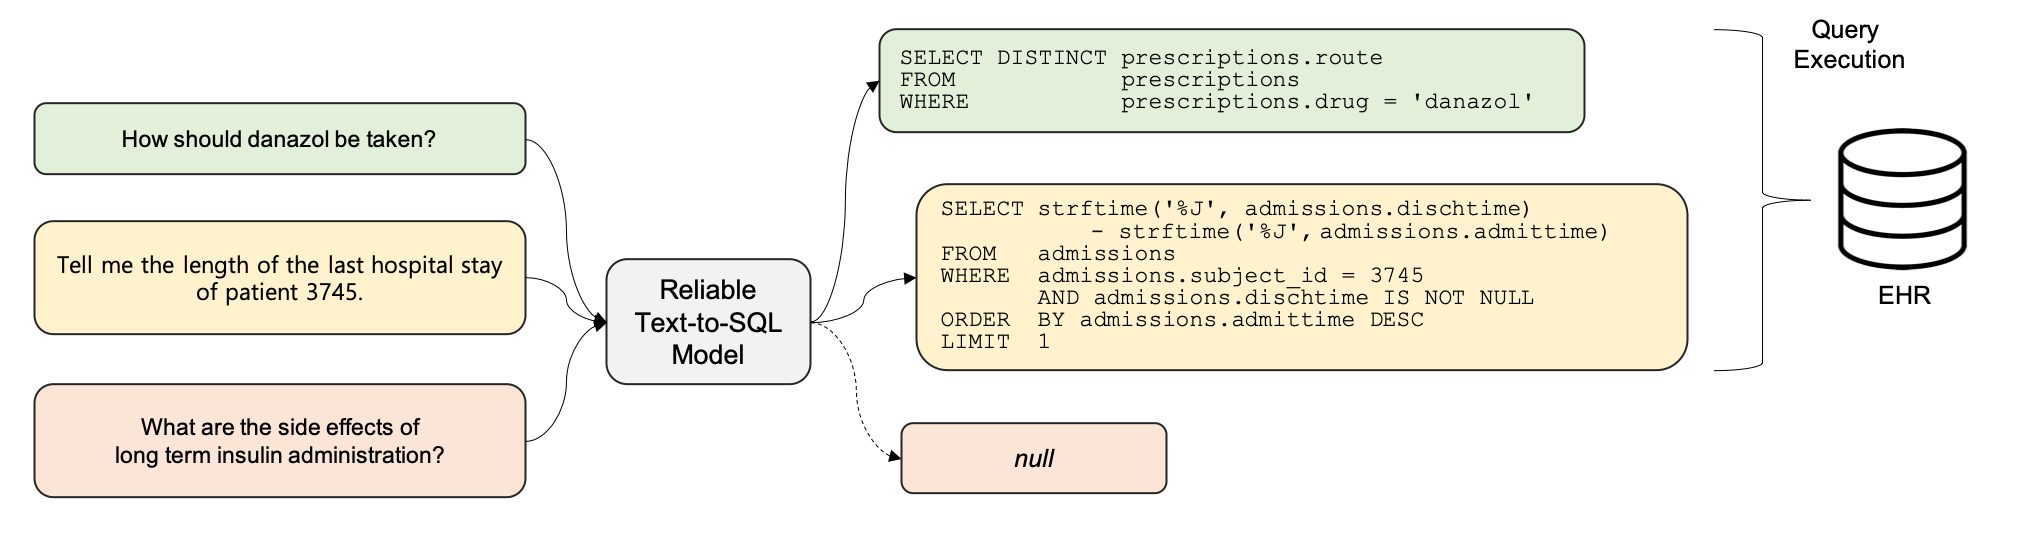 How should danazol be taken?
Tell me the length of the last hospital stay
of patient 3745.
What are the side effects of
long term insulin administration?
Reliable
Text-to-SQL
Model
SELECT DISTINCT prescriptions.route
FROM prescriptions
WHERE prescriptions.drug = 'danazol'
SELECT strftime('%J', admissions.dischtime)
- strftime('%J', admissions.admittime)
FROM admissions
WHERE admissions.subject_id = 3745
AND admissions.dischtime IS NOT NULL
ORDER BY admissions.admittime DESC
LIMIT 1
null
Query
Execution
EHR